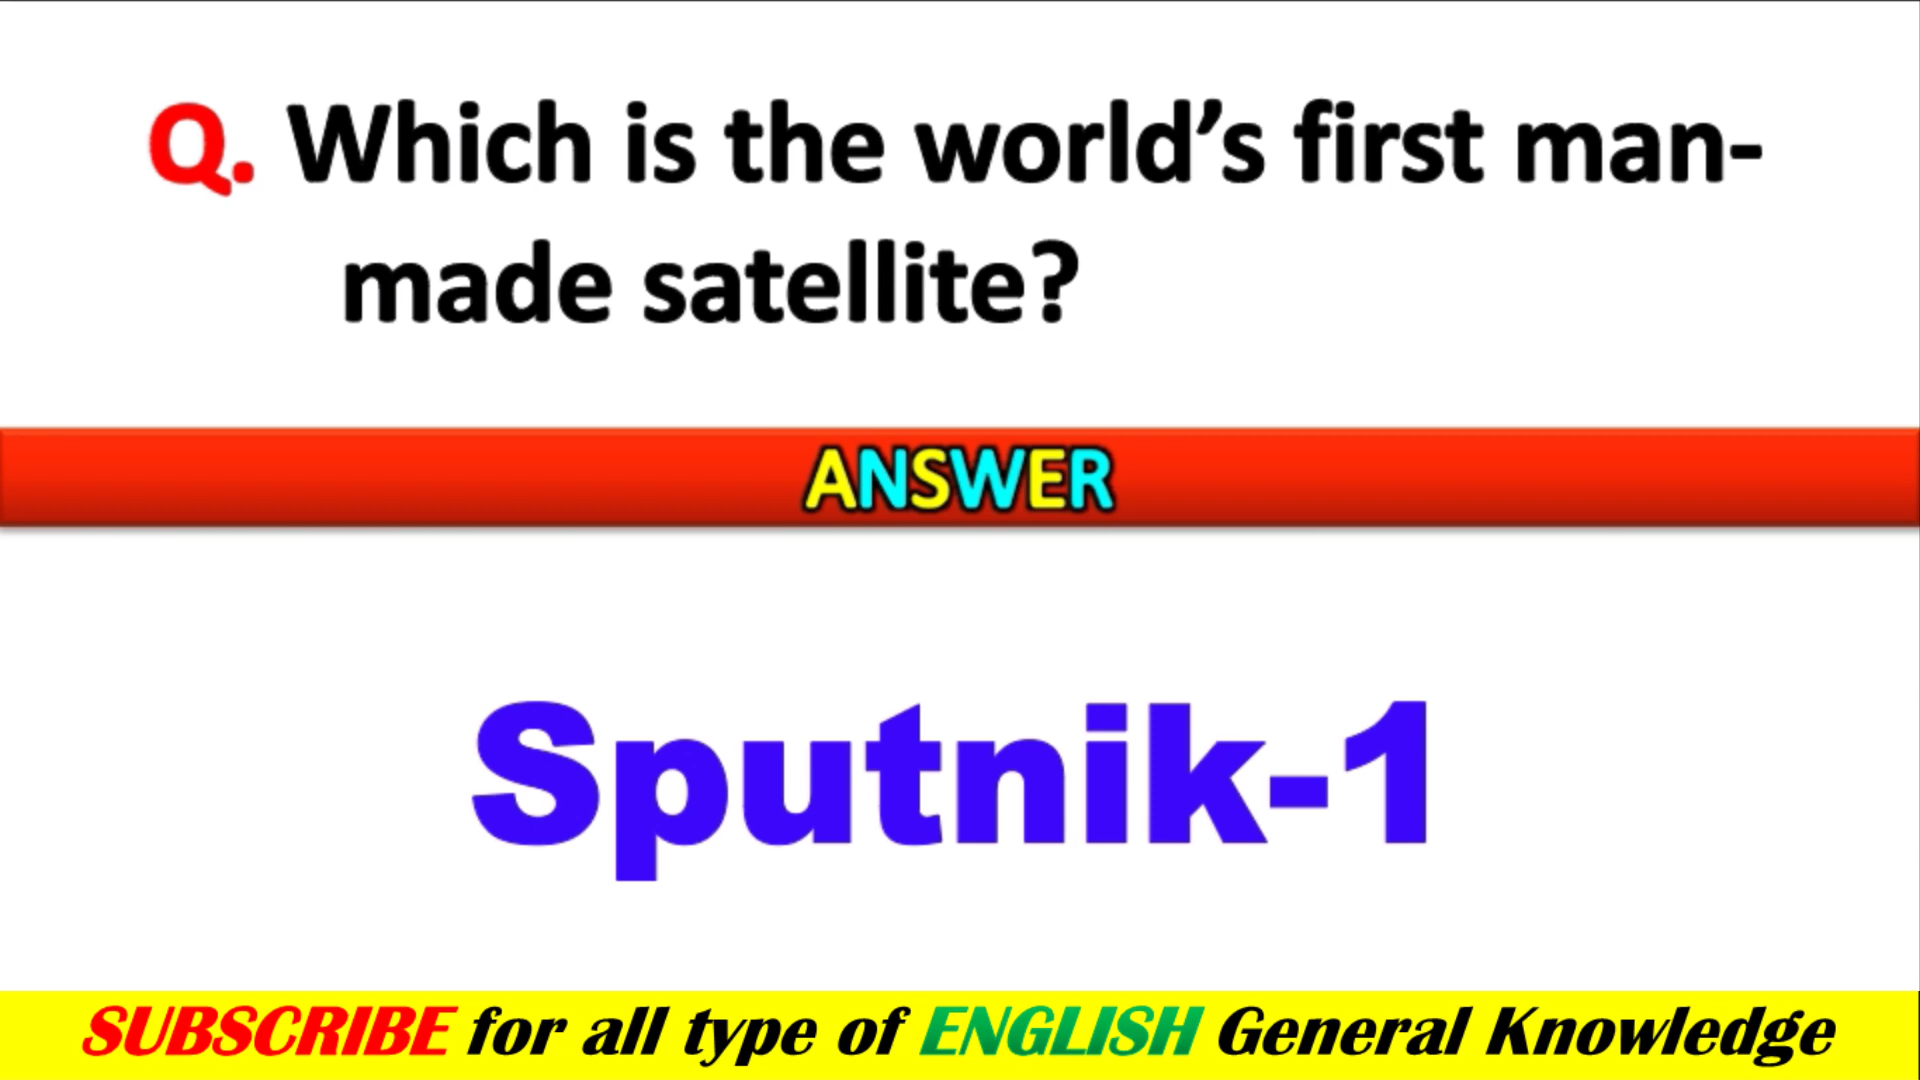 Q. Which is the world’s first man-
made satellite?
ANSWER
Sputnik-1
SUBSCRIBE for all type of ENGLISH General Knowledge